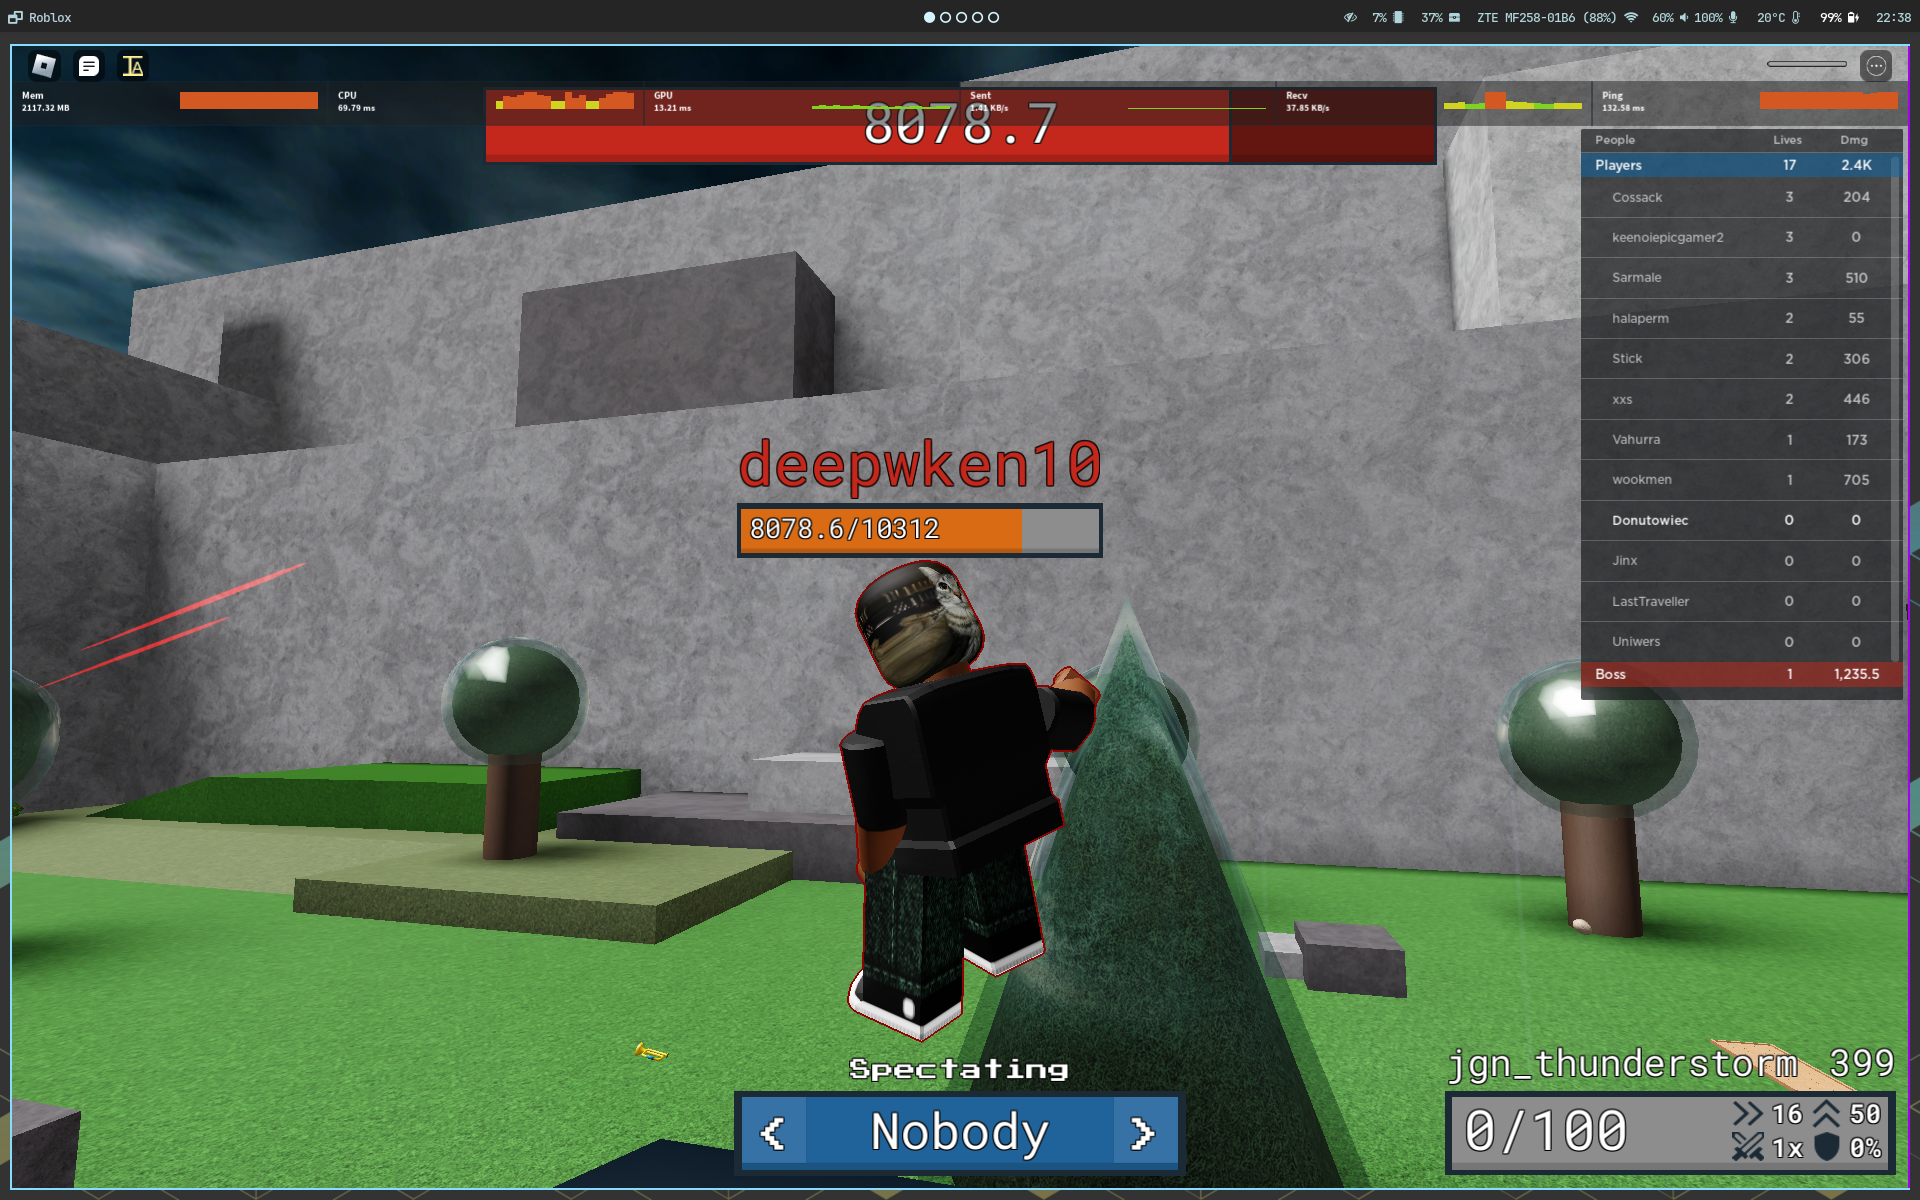 Roblox
7% 37% ZTE MF258-01B6 (88%) 60% 100% 20°C 99% 22:38
Mem
2117.32 MB
CPU
69.79 ms
GPU
13.21 ms
Sent
1.41 KB/s
Recv
37.85 KB/s
Ping
132.58 ms
8078.7
People Lives Dmg
Players 17 2.4K
Cossack 3 204
keenoiepicgamer2 3 0
Sarmale 3 510
halaperm 2 55
Stick 2 306
xxs 2 446
Vahurra 1 173
wookmen 1 705
Donutowiec 0 0
Jinx 0 0
LastTraveller 0 0
Uniwers 0 0
Boss 1 1,235.5
deepwken10
8078.6/10312
Spectating
Nobody
jgn_thunderstorm 399
0/100
16 50
1x 0%